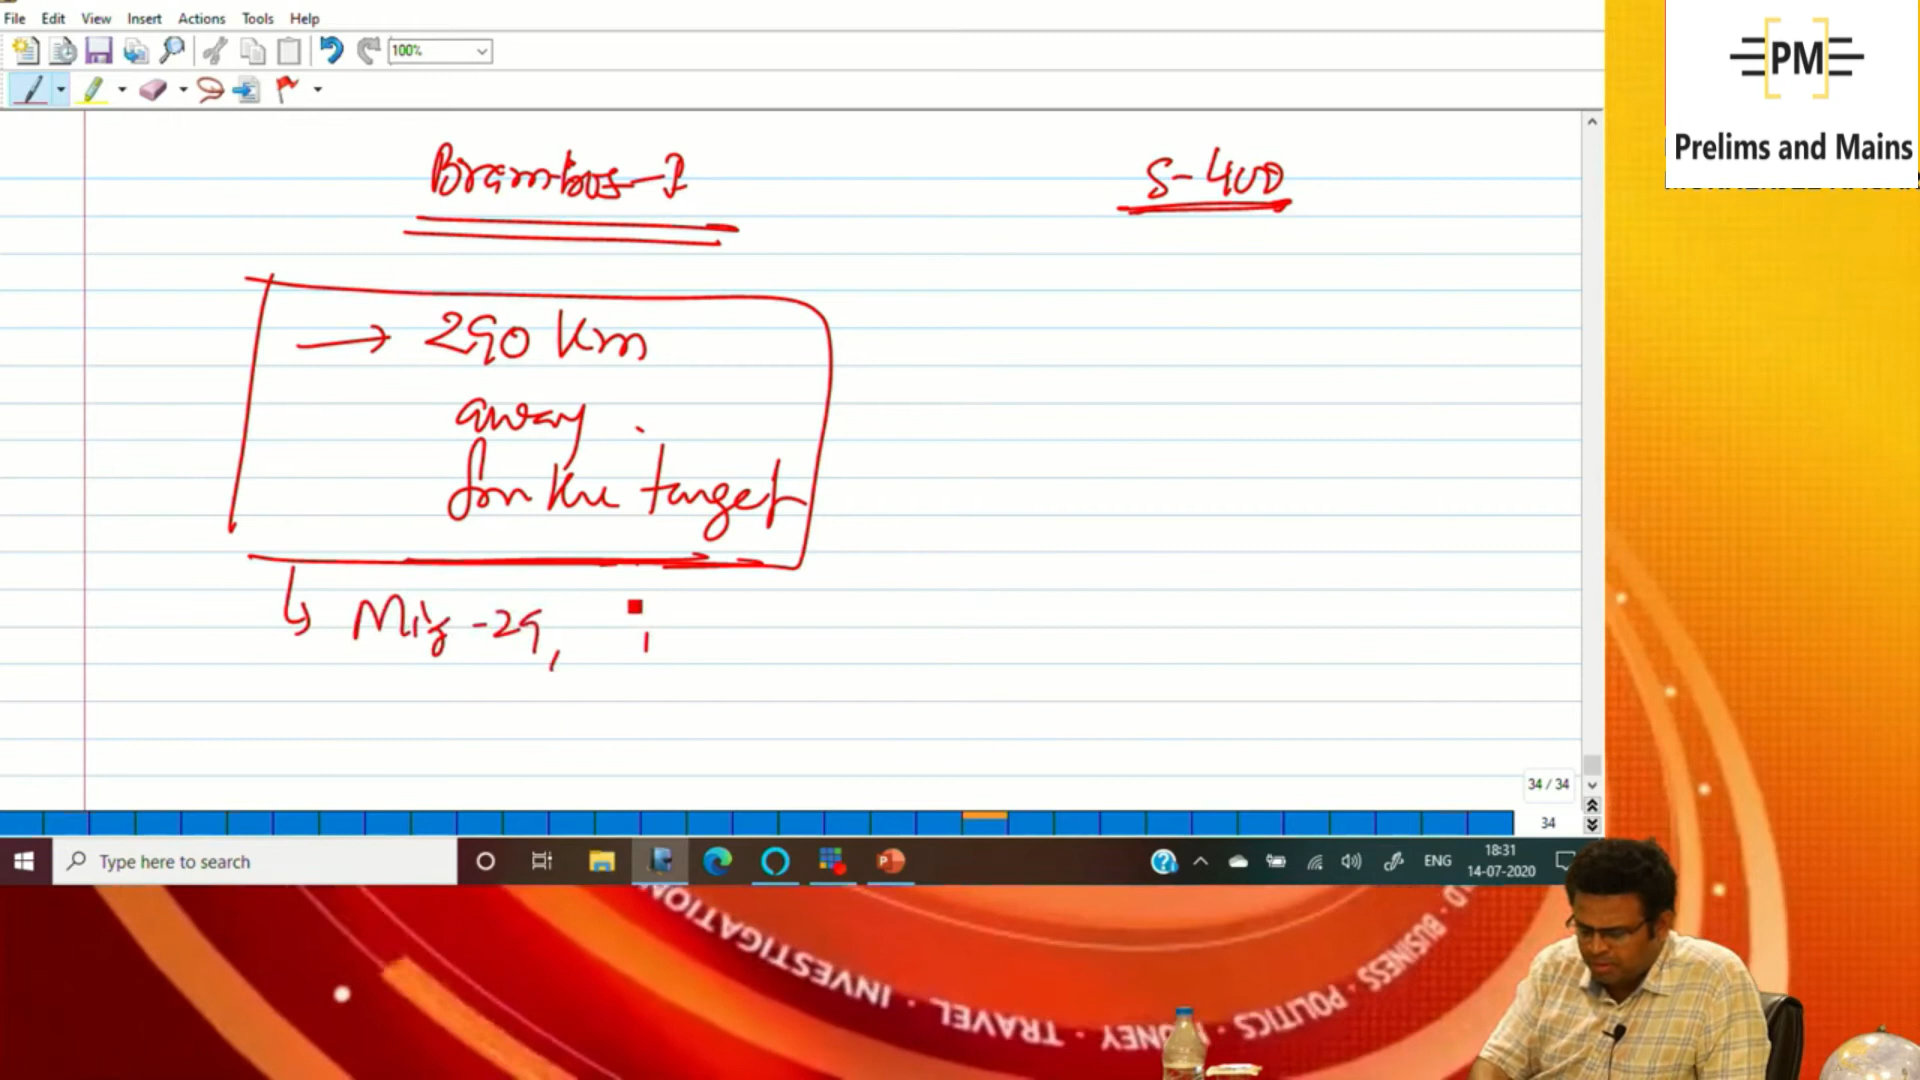 File Edit View Insert Actions Tools Help
100%
PM
Prelims and Mains
Brambos-I
S-400
→ 290 Km
away
from the target
↳ Mig-29,
34 / 34
34
Type here to search
ENG
18:31
14-07-2020
INVESTIGATION
TRAVEL
MONEY
POLITICS
BUSINESS